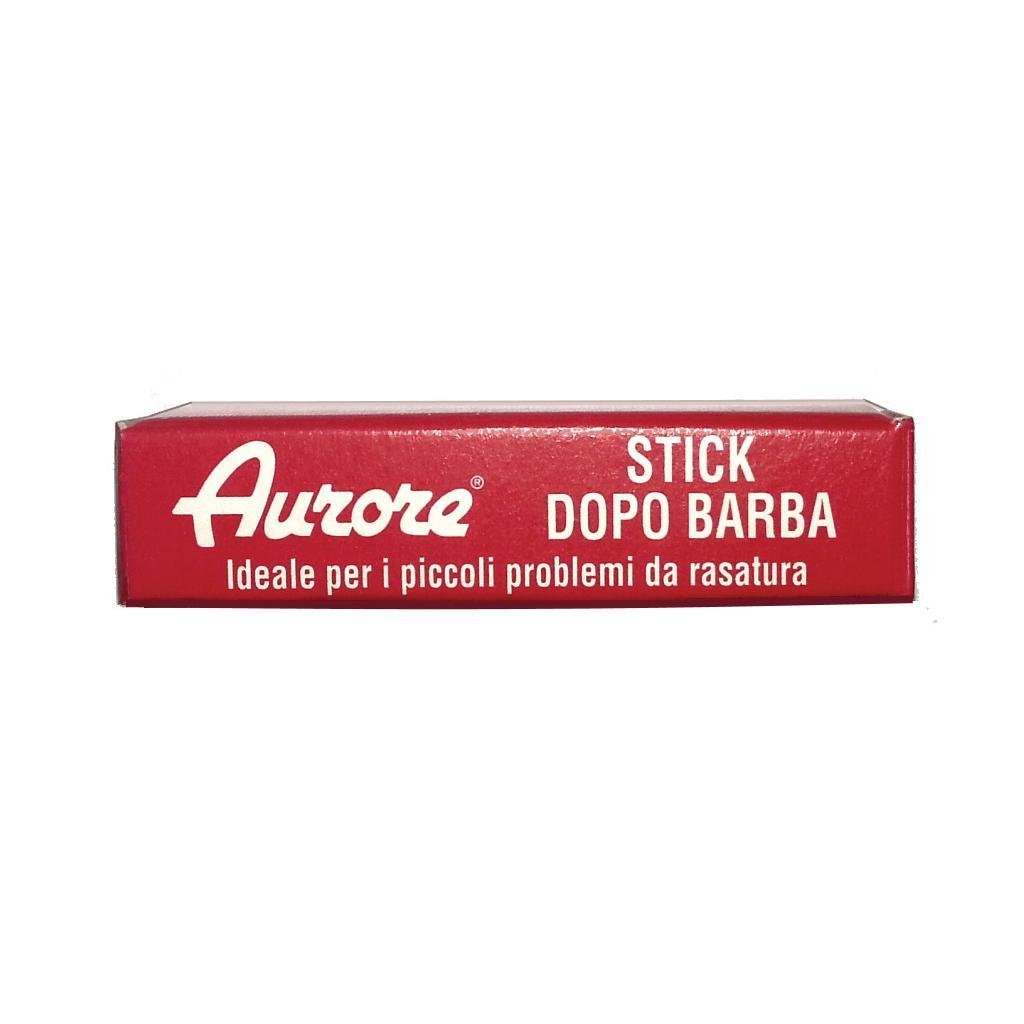 Aurore®
STICK
DOPO BARBA
Ideale per i piccoli problemi da rasatura